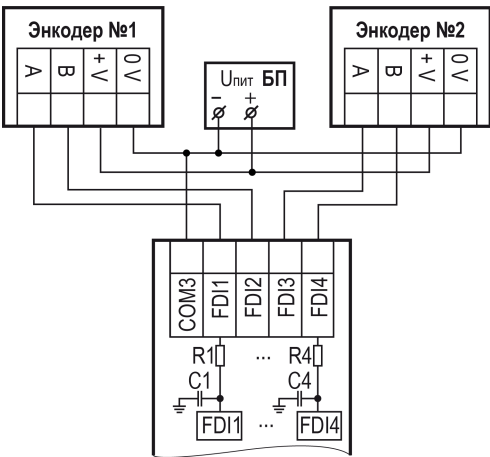 Энкодер №1
A B +V 0V
Uпит БП
− +
Энкодер №2
A B +V 0V
COM3 FDI1 FDI2 FDI3 FDI4
R1 ... R4
C1 C4
FDI1 ... FDI4